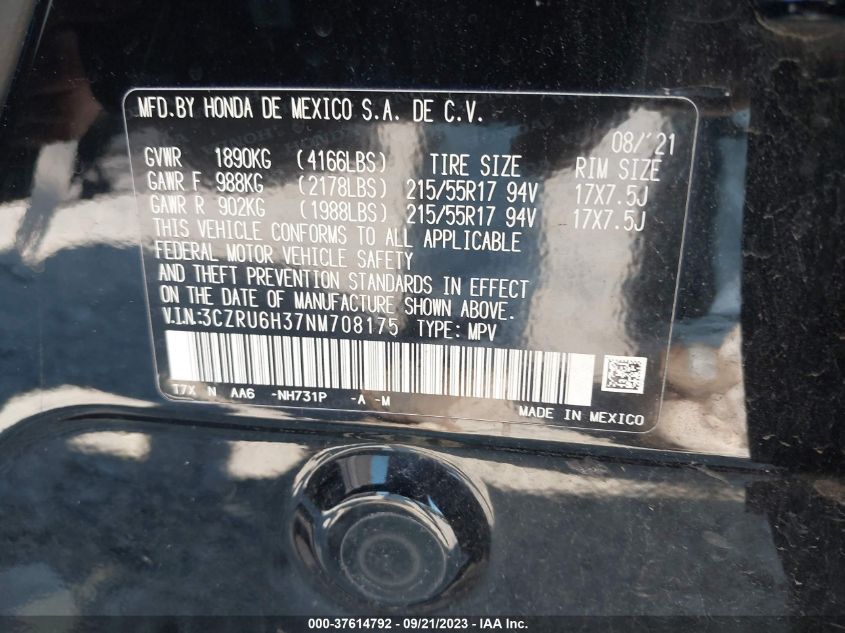 MFD.BY HONDA DE MEXICO S.A. DE C.V.
08/'21
GVWR 1890KG (4166LBS) TIRE SIZE RIM SIZE
GAWR F 988KG (2178LBS) 215/55R17 94V 17X7.5J
GAWR R 902KG (1988LBS) 215/55R17 94V 17X7.5J
THIS VEHICLE CONFORMS TO ALL APPLICABLE
FEDERAL MOTOR VEHICLE SAFETY
AND THEFT PREVENTION STANDARDS IN EFFECT
ON THE DATE OF MANUFACTURE SHOWN ABOVE.
V.I.N.:3CZRU6H37NM708175 TYPE: MPV
T7X N AA6 -NH731P -A -M
MADE IN MEXICO
000-37614792 - 09/21/2023 - IAA Inc.